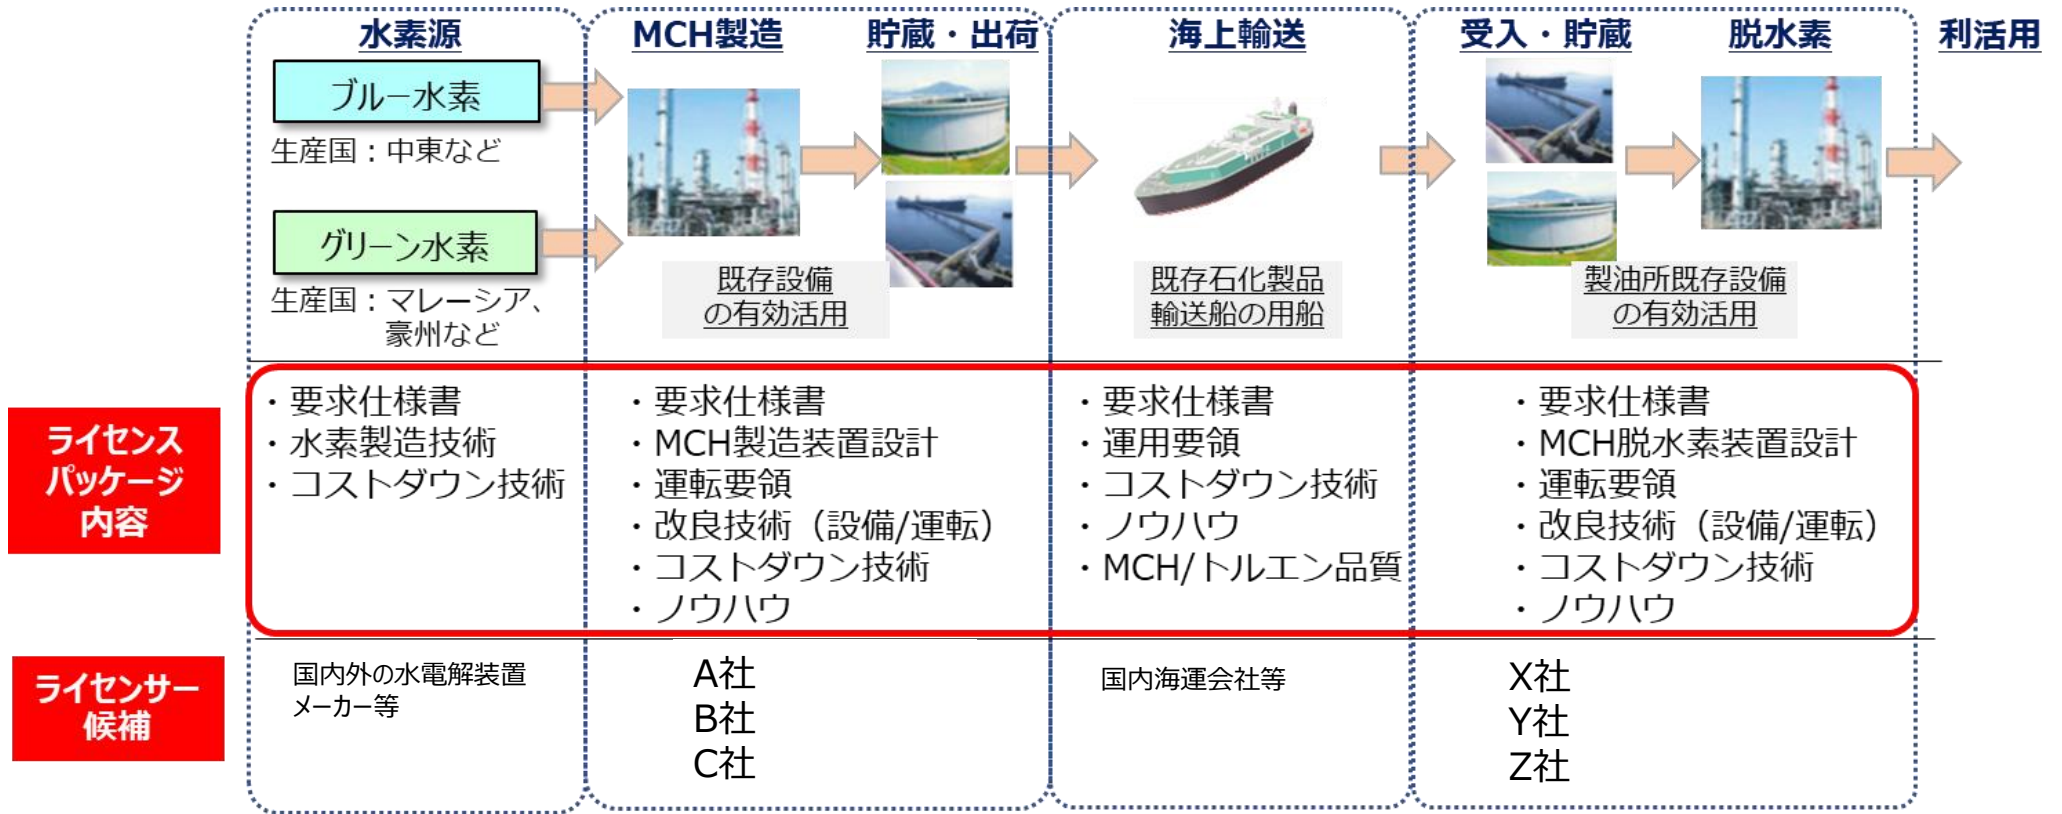 水素源
MCH製造
貯蔵・出荷
海上輸送
受入・貯蔵
脱水素
利活用
ブルー水素
生産国：中東など
グリーン水素
生産国：マレーシア、
豪州など
既存設備
の有効活用
既存石化製品
輸送船の用船
製油所既存設備
の有効活用
ライセンス
パッケージ
内容
・要求仕様書
・水素製造技術
・コストダウン技術
・要求仕様書
・MCH製造装置設計
・運転要領
・改良技術（設備/運転）
・コストダウン技術
・ノウハウ
・要求仕様書
・運用要領
・コストダウン技術
・ノウハウ
・MCH/トルエン品質
・要求仕様書
・MCH脱水素装置設計
・運転要領
・改良技術（設備/運転）
・コストダウン技術
・ノウハウ
ライセンサー
候補
国内外の水電解装置
メーカー等
A社
B社
C社
国内海運会社等
X社
Y社
Z社